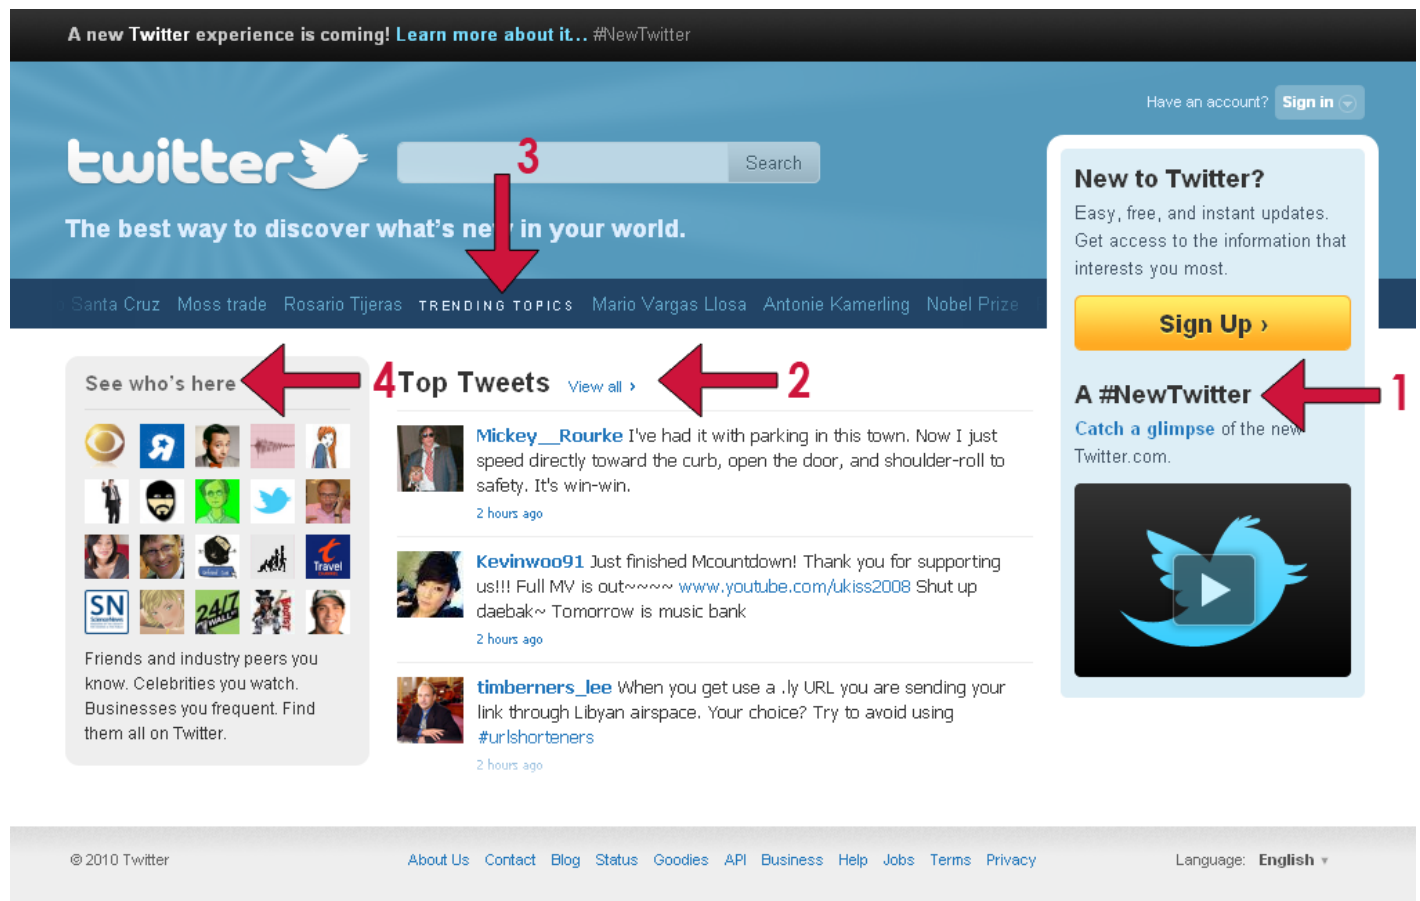 A new Twitter experience is coming! Learn more about it... #NewTwitter
Have an account? Sign in
twitter
Search
3
The best way to discover what's new in your world.
Santa Cruz Moss trade Rosario Tijeras TRENDING TOPICS Mario Vargas Llosa Antonie Kamerling Nobel Prize
New to Twitter?
Easy, free, and instant updates.
Get access to the information that
interests you most.
Sign Up ›
A #NewTwitter
1
Catch a glimpse of the new
Twitter.com.
See who's here
4
Friends and industry peers you
know. Celebrities you watch.
Businesses you frequent. Find
them all on Twitter.
Travel
SN
24/7
WALL
Top Tweets View all ›
2
Mickey__Rourke I've had it with parking in this town. Now I just
speed directly toward the curb, open the door, and shoulder-roll to
safety. It's win-win.
2 hours ago
Kevinwoo91 Just finished Mcountdown! Thank you for supporting
us!!! Full MV is out~~~~ www.youtube.com/ukiss2008 Shut up
daebak~ Tomorrow is music bank
2 hours ago
timberners_lee When you get use a .ly URL you are sending your
link through Libyan airspace. Your choice? Try to avoid using
#urlshorteners
2 hours ago
© 2010 Twitter
About Us Contact Blog Status Goodies API Business Help Jobs Terms Privacy
Language: English